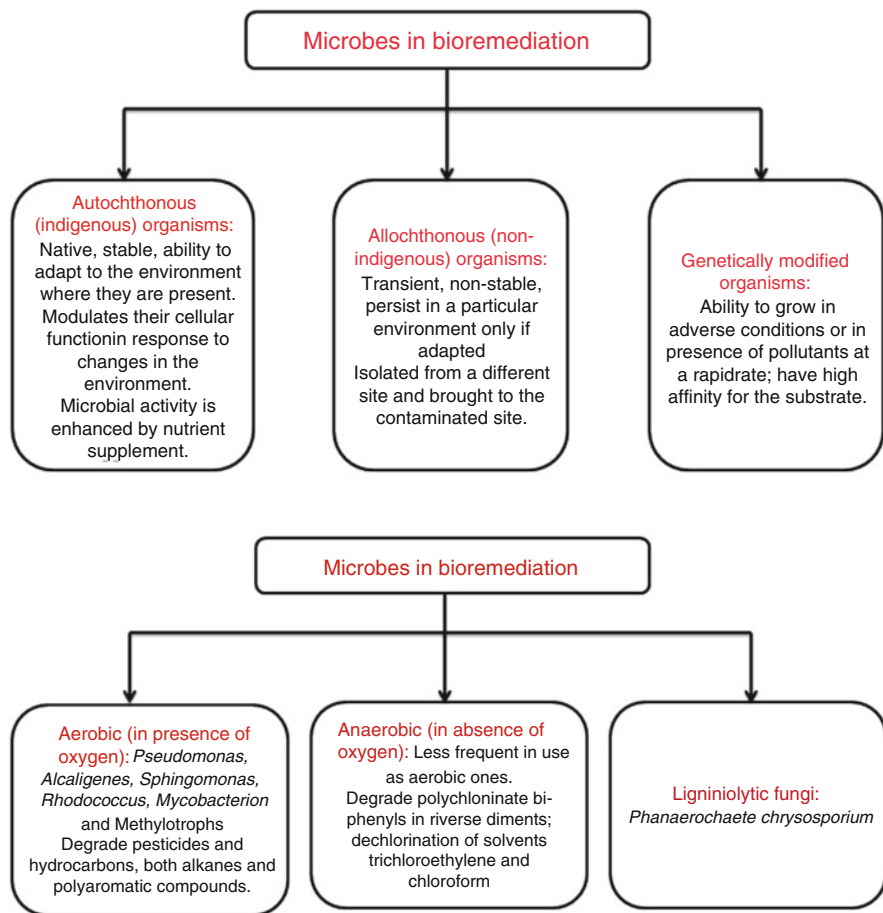 Microbes in bioremediation
Autochthonous
(indigenous) organisms:
Native, stable, ability to
adapt to the environment
where they are present.
Modulates their cellular
functionin response to
changes in the
environment.
Microbial activity is
enhanced by nutrient
supplement.
Allochthonous (non-
indigenous) organisms:
Transient, non-stable,
persist in a particular
environment only if
adapted
Isolated from a different
site and brought to the
contaminated site.
Genetically modified
organisms:
Ability to grow in
adverse conditions or in
presence of pollutants at
a rapidrate; have high
affinity for the substrate.
Microbes in bioremediation
Aerobic (in presence of
oxygen): Pseudomonas,
Alcaligenes, Sphingomonas,
Rhodococcus, Mycobacterion
and Methylotrophs
Degrade pesticides and
hydrocarbons, both alkanes and
polyaromatic compounds.
Anaerobic (in absence of
oxygen): Less frequent in use
as aerobic ones.
Degrade polychloninate bi-
phenyls in riverse diments;
dechlorination of solvents
trichloroethylene and
chloroform
Ligniniolytic fungi:
Phanaerochaete chrysosporium